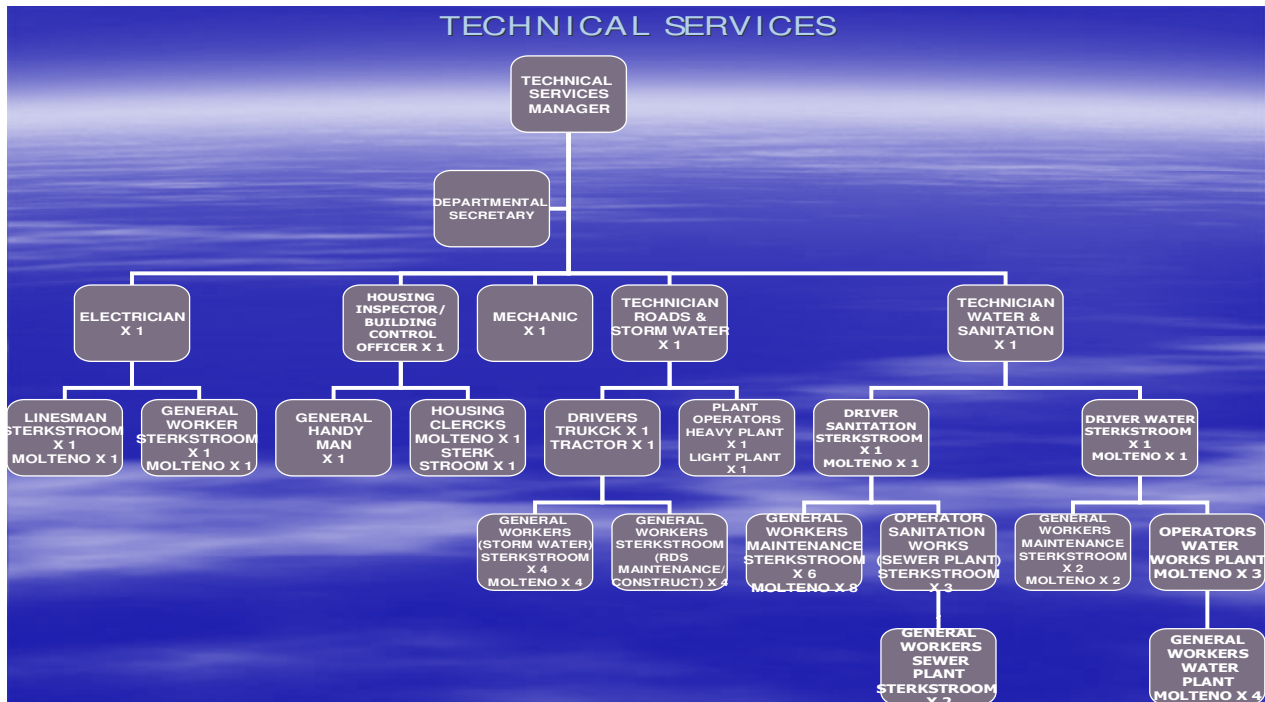 TECHNICAL SERVICES
TECHNICAL
SERVICES
MANAGER
DEPARTMENTAL
SECRETARY
ELECTRICIAN
X 1
HOUSING
INSPECTOR/
BUILDING
CONTROL
OFFICER X 1
MECHANIC
X 1
TECHNICIAN
ROADS &
STORM WATER
X 1
TECHNICIAN
WATER &
SANITATION
X 1
LINESMAN
STERKSTROOM
X 1
MOLTENO X 1
GENERAL
WORKER
STERKSTROOM
X 1
MOLTENO X 1
GENERAL
HANDY
MAN
X 1
HOUSING
CLERCKS
MOLTENO X 1
STERK
STROOM X 1
DRIVERS
TRUKCK X 1
TRACTOR X 1
PLANT
OPERATORS
HEAVY PLANT
X 1
LIGHT PLANT
X 1
DRIVER
SANITATION
STERKSTROOM
X 1
MOLTENO X 1
DRIVER WATER
STERKSTROOM
X 1
MOLTENO X 1
GENERAL
WORKERS
(STORM WATER)
STERKSTROOM
X 4
MOLTENO X 4
GENERAL
WORKERS
STERKSTROOM
(RDS
MAINTENANCE/
CONSTRUCT) X 4
GENERAL
WORKERS
MAINTENANCE
STERKSTROOM
X 6
MOLTENO X 8
OPERATOR
SANITATION
WORKS
(SEWER PLANT)
STERKSTROOM
X 3
GENERAL
WORKERS
MAINTENANCE
STERKSTROOM
X 2
MOLTENO X 2
OPERATORS
WATER
WORKS PLANT
MOLTENO X 3
GENERAL
WORKERS
SEWER
PLANT
STERKSTROOM
X 2
GENERAL
WORKERS
WATER
PLANT
MOLTENO X 4